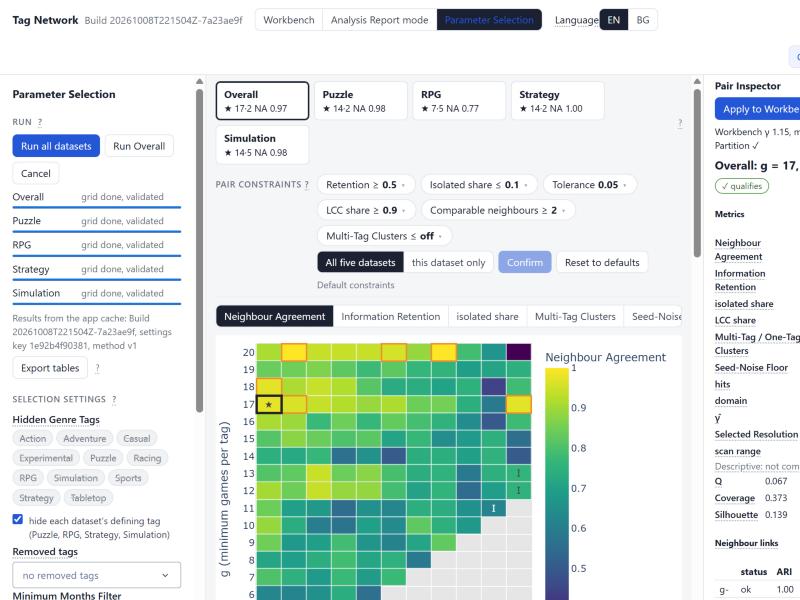 Tag Network Build 20261008T221504Z-7a23ae9f Workbench Analysis Report mode Parameter Selection Language EN BG
Parameter Selection
RUN ?
Run all datasets Run Overall
Cancel
Overall grid done, validated
Puzzle grid done, validated
RPG grid done, validated
Strategy grid done, validated
Simulation grid done, validated
Results from the app cache: Build
20261008T221504Z-7a23ae9f, settings
key 1e92b4f90381, method v1
Export tables ?
SELECTION SETTINGS ?
Hidden Genre Tags
Action Adventure Casual
Experimental Puzzle Racing
RPG Simulation Sports
Strategy Tabletop
hide each dataset's defining tag
(Puzzle, RPG, Strategy, Simulation)
Removed tags
no removed tags
Minimum Months Filter
Overall
★ 17·2 NA 0.97
Puzzle
★ 14·2 NA 0.98
RPG
★ 7·5 NA 0.77
Strategy
★ 14·2 NA 1.00
?
Simulation
★ 14·5 NA 0.98
PAIR CONSTRAINTS ? Retention ≥ 0.5 Isolated share ≤ 0.1 Tolerance 0.05
LCC share ≥ 0.9 Comparable neighbours ≥ 2
Multi-Tag Clusters ≤ off
All five datasets this dataset only Confirm Reset to defaults
Default constraints
Neighbour Agreement Information Retention isolated share Multi-Tag Clusters Seed-Noise
Neighbour Agreement
g (minimum games per tag)
20
19
18
17 ★
16
15
14
13 I
12 I
11 I
10
9
8
7
6
1
0.9
0.8
0.7
0.6
0.5
Pair Inspector
Apply to Workbe
Workbench γ 1.15, m
Partition ✓
Overall: g = 17,
✓ qualifies
Metrics
Neighbour
Agreement
Information
Retention
isolated share
LCC share
Multi-Tag / One-Tag
Clusters
Seed-Noise Floor
hits
domain
γ̄
Selected Resolution
scan range
Descriptive: not com
Q 0.067
Coverage 0.373
Silhouette 0.139
Neighbour links
status ARI
g- ok 1.00